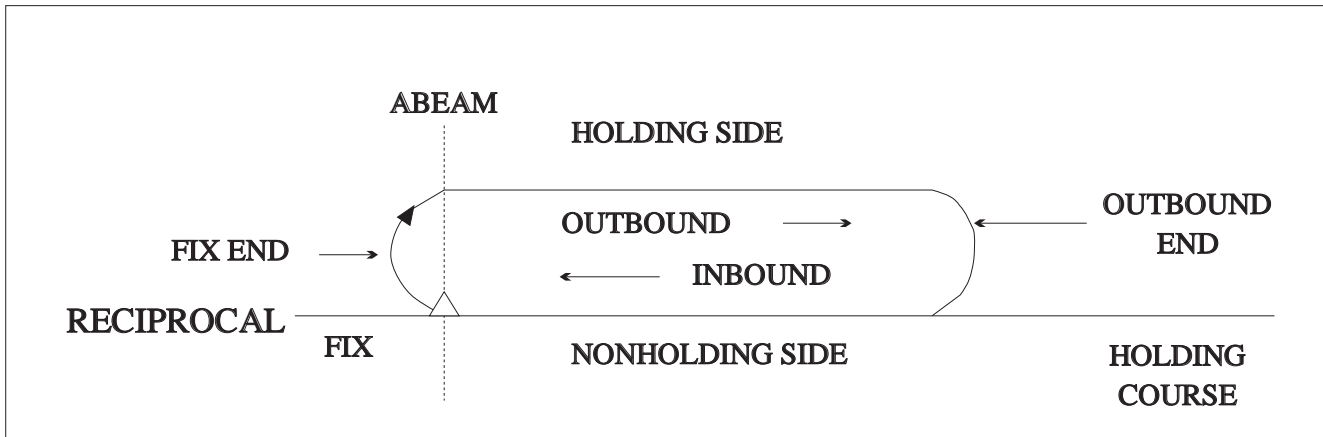 ABEAM
HOLDING SIDE
OUTBOUND
OUTBOUND
END
FIX END
INBOUND
RECIPROCAL
FIX
NONHOLDING SIDE
HOLDING
COURSE